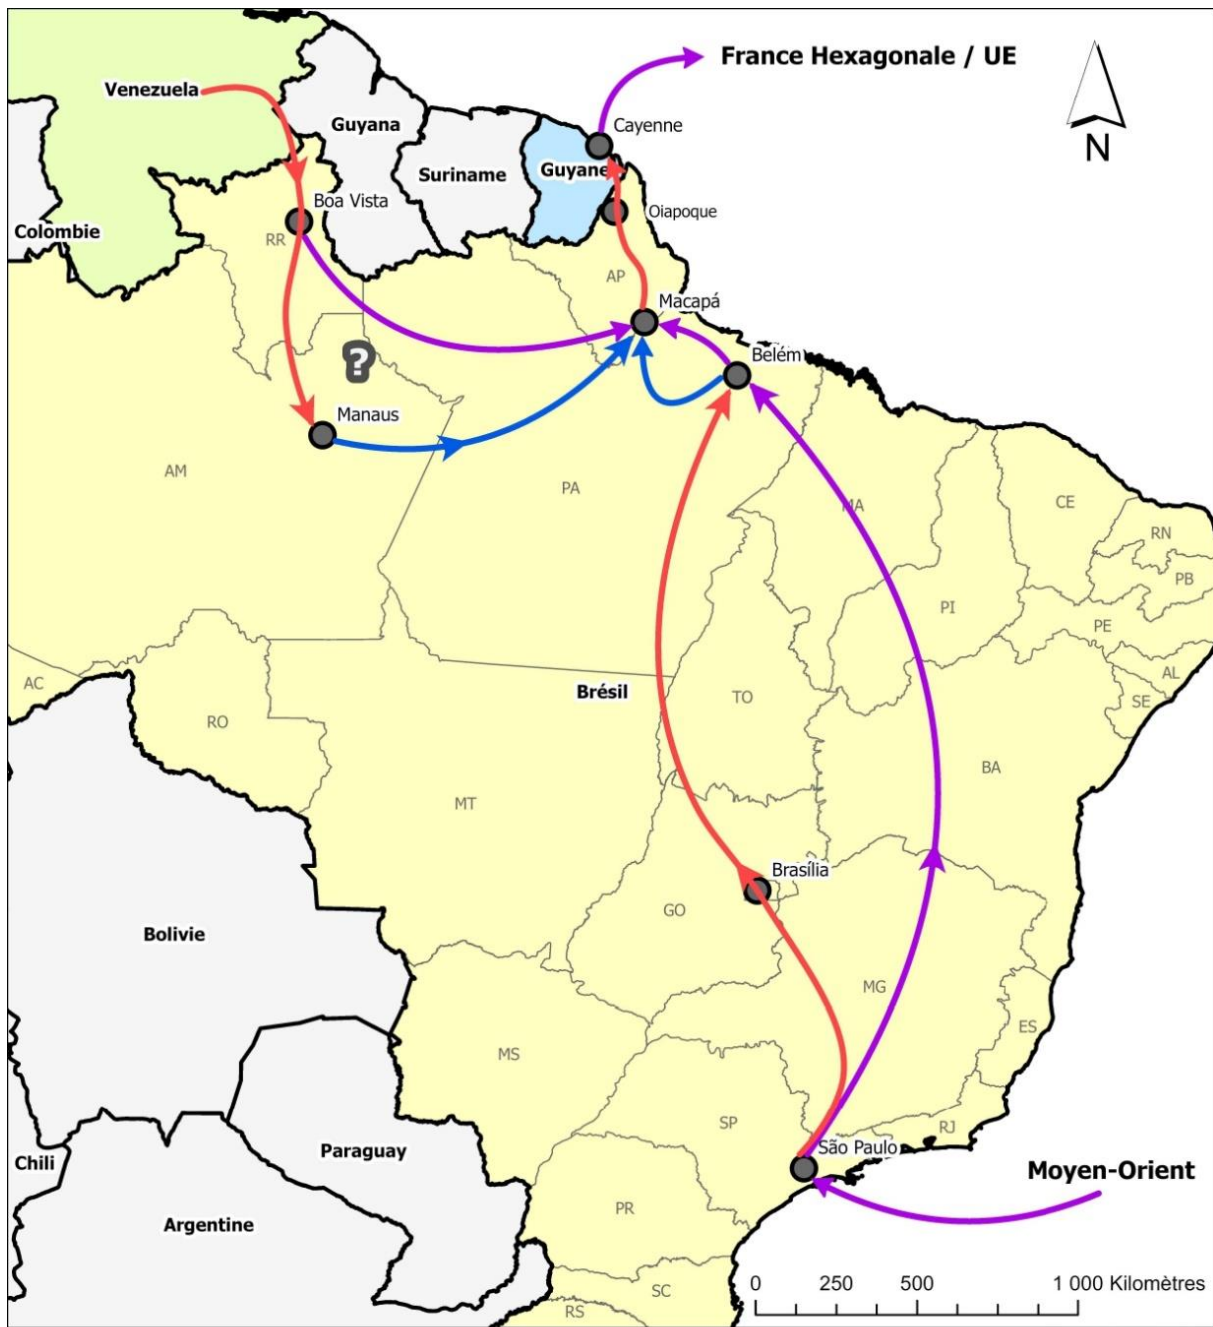 France Hexagonale / UE
Venezuela
Guyana
Cayenne
N
Suriname
Guyane
Boa Vista
Oiapoque
Colombie
RR
AP
Macapá
Belém
?
Manaus
AM
PA
MA
CE
RN
PB
PI
PE
AL
AC
SE
Brésil
TO
RO
BA
MT
Brasília
GO
Bolivie
MG
ES
MS
SP
RJ
São Paulo
Paraguay
Chili
Moyen-Orient
PR
Argentine
0 250 500 1 000 Kilomètres
SC
RS